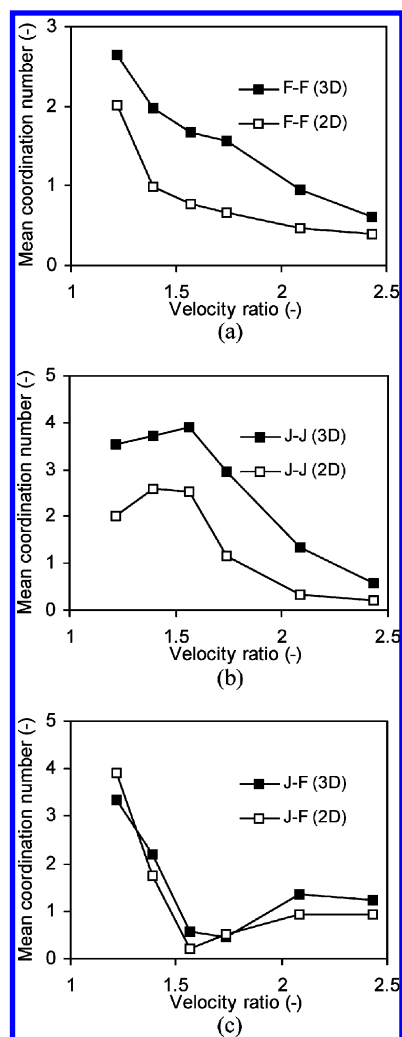 Mean coordination number (-)
3
2
1
0
F-F (3D)
F-F (2D)
1 1.5 2 2.5
Velocity ratio (-)
(a)
Mean coordination number (-)
5
4
3
2
1
0
J-J (3D)
J-J (2D)
1 1.5 2 2.5
Velocity ratio (-)
(b)
Mean coordination number (-)
5
4
3
2
1
0
J-F (3D)
J-F (2D)
1 1.5 2 2.5
Velocity ratio (-)
(c)